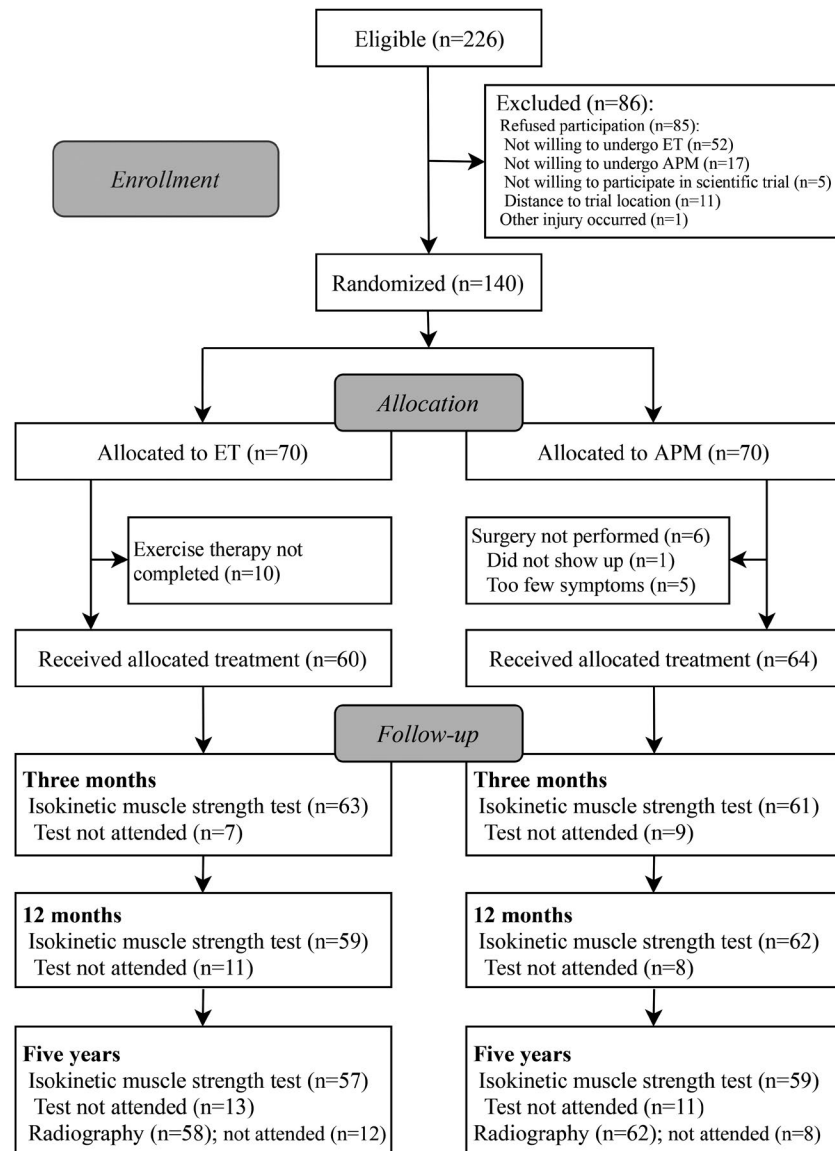 Eligible (n=226)
Excluded (n=86):
Refused participation (n=85):
Not willing to undergo ET (n=52)
Not willing to undergo APM (n=17)
Not willing to participate in scientific trial (n=5)
Distance to trial location (n=11)
Other injury occurred (n=1)
Enrollment
Randomized (n=140)
Allocation
Allocated to ET (n=70)
Allocated to APM (n=70)
Exercise therapy not
completed (n=10)
Surgery not performed (n=6)
Did not show up (n=1)
Too few symptoms (n=5)
Received allocated treatment (n=60)
Received allocated treatment (n=64)
Follow-up
Three months
Isokinetic muscle strength test (n=63)
Test not attended (n=7)
Three months
Isokinetic muscle strength test (n=61)
Test not attended (n=9)
12 months
Isokinetic muscle strength test (n=59)
Test not attended (n=11)
12 months
Isokinetic muscle strength test (n=62)
Test not attended (n=8)
Five years
Isokinetic muscle strength test (n=57)
Test not attended (n=13)
Radiography (n=58); not attended (n=12)
Five years
Isokinetic muscle strength test (n=59)
Test not attended (n=11)
Radiography (n=62); not attended (n=8)